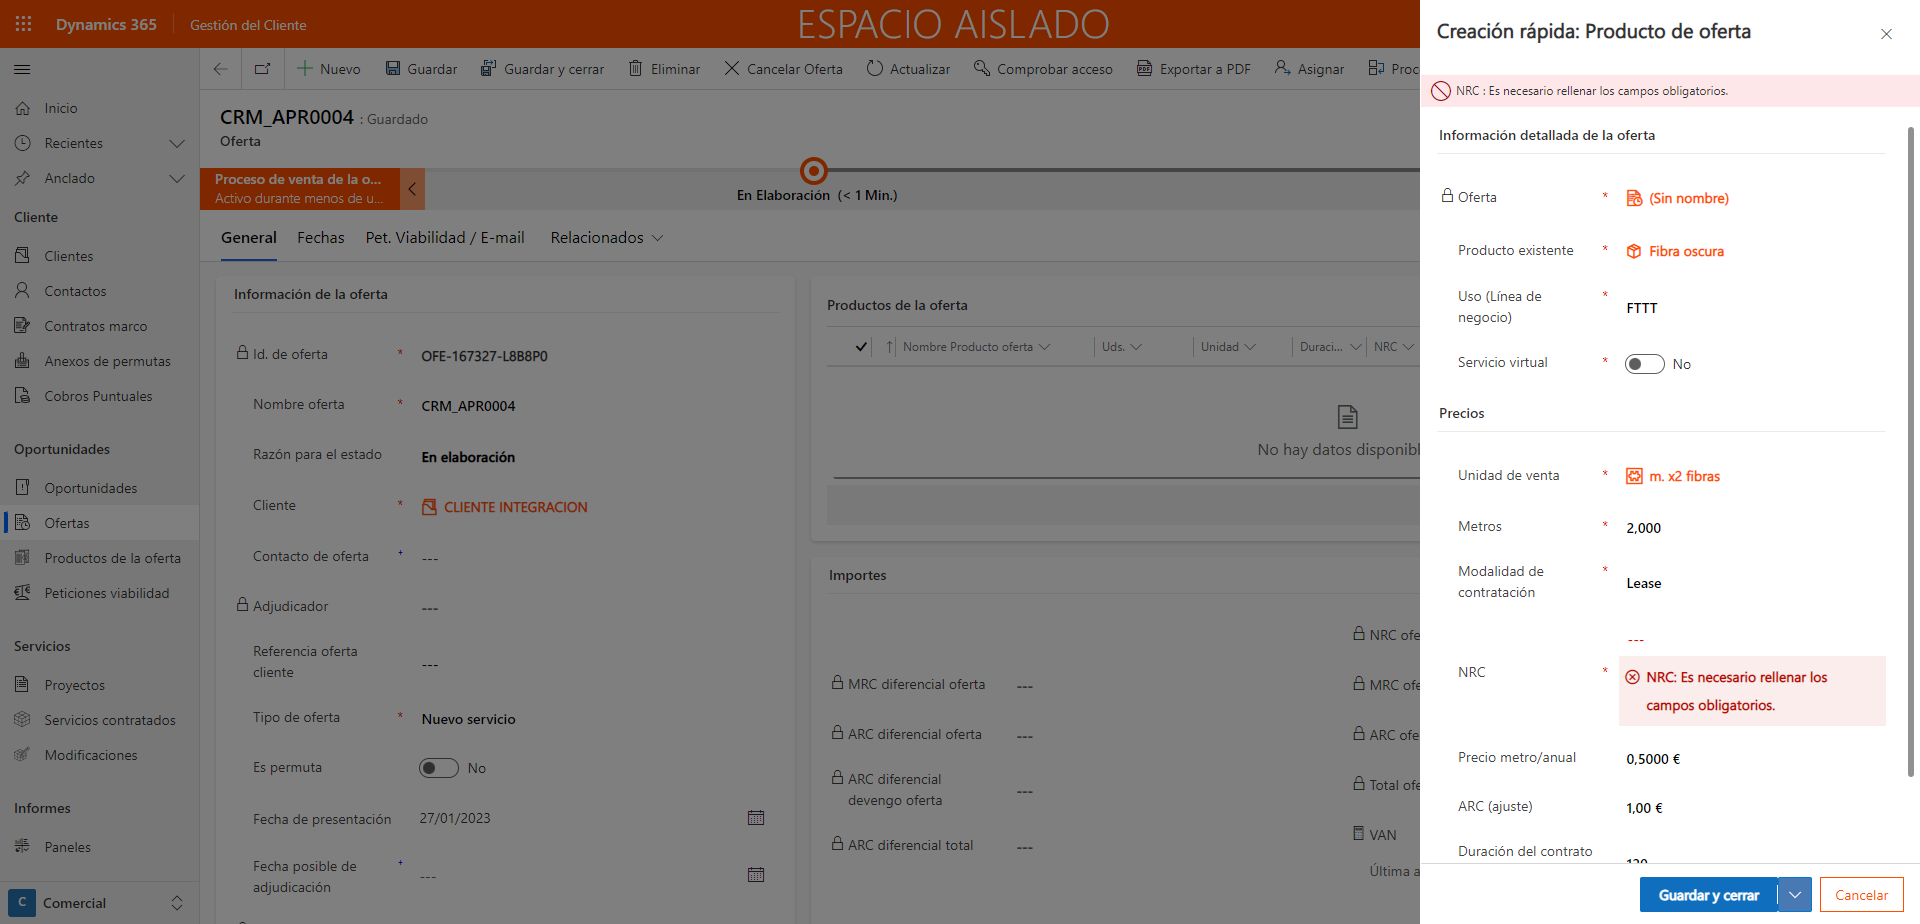 Dynamics 365
Gestión del Cliente
ESPACIO AISLADO
Nuevo
Guardar
Guardar y cerrar
Eliminar
Cancelar Oferta
Actualizar
Comprobar acceso
Exportar a PDF
Asignar
Proc
Inicio
Recientes
Anclado
Cliente
Clientes
Contactos
Contratos marco
Anexos de permutas
Cobros Puntuales
Oportunidades
Oportunidades
Ofertas
Productos de la oferta
Peticiones viabilidad
Servicios
Proyectos
Servicios contratados
Modificaciones
Informes
Paneles
C Comercial
CRM_APR0004 : Guardado
Oferta
Proceso de venta de la o...
Activo durante menos de u...
En Elaboración (< 1 Min.)
General
Fechas
Pet. Viabilidad / E-mail
Relacionados
Información de la oferta
Id. de oferta * OFE-167327-L8B8P0
Nombre oferta * CRM_APR0004
Razón para el estado En elaboración
Cliente * CLIENTE INTEGRACION
Contacto de oferta + ---
Adjudicador ---
Referencia oferta
cliente ---
Tipo de oferta * Nuevo servicio
Es permuta No
Fecha de presentación 27/01/2023
Fecha posible de
adjudicación + ---
Productos de la oferta
Nombre Producto oferta
Uds.
Unidad
Duraci...
NRC
No hay datos disponibl
Importes
MRC diferencial oferta ---
ARC diferencial oferta ---
ARC diferencial
devengo oferta ---
ARC diferencial total ---
NRC ofe
MRC ofe
ARC ofe
Total ofe
VAN
Última a
Creación rápida: Producto de oferta
NRC : Es necesario rellenar los campos obligatorios.
Información detallada de la oferta
Oferta * (Sin nombre)
Producto existente * Fibra oscura
Uso (Línea de
negocio) * FTTT
Servicio virtual * No
Precios
Unidad de venta * m. x2 fibras
Metros * 2,000
Modalidad de
contratación * Lease
---
NRC * NRC: Es necesario rellenar los
campos obligatorios.
Precio metro/anual 0,5000 €
ARC (ajuste) 1,00 €
Duración del contrato
120
Guardar y cerrar
Cancelar